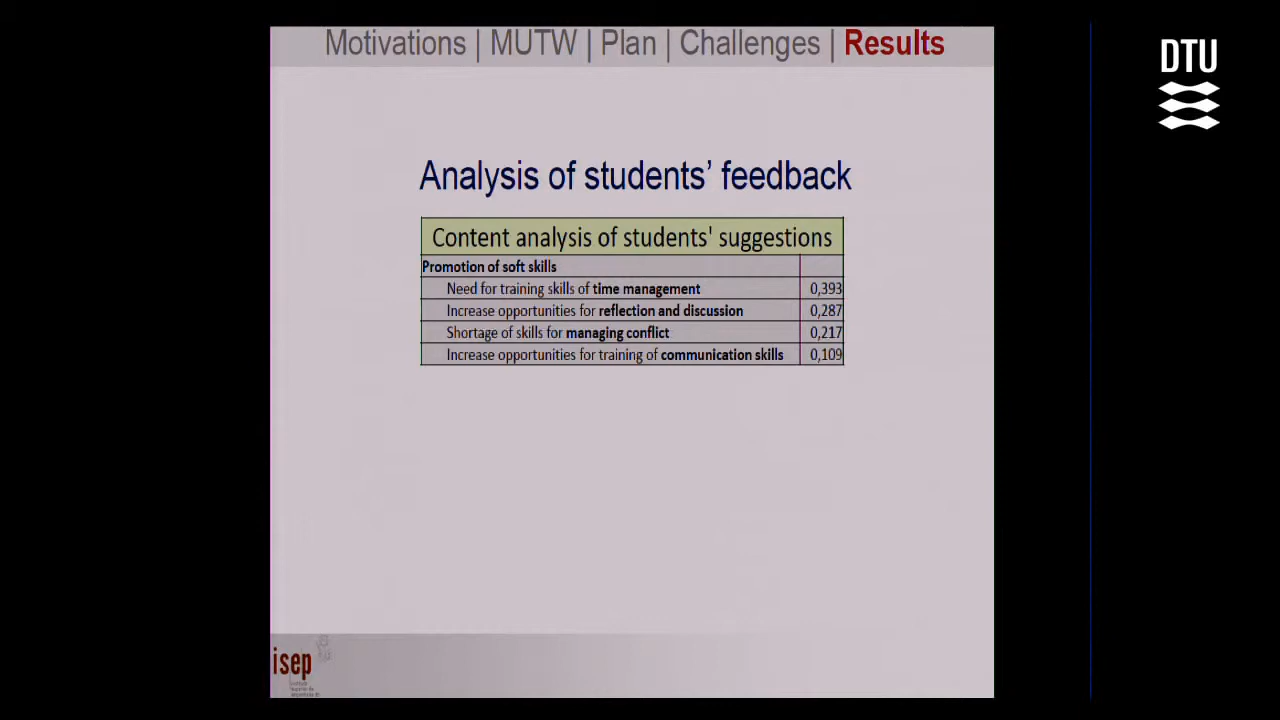 Motivations | MUTW | Plan | Challenges | Results
DTU
Analysis of students' feedback
Content analysis of students' suggestions
Promotion of soft skills
Need for training skills of time management 0,393
Increase opportunities for reflection and discussion 0,287
Shortage of skills for managing conflict 0,217
Increase opportunities for training of communication skills 0,109
isep